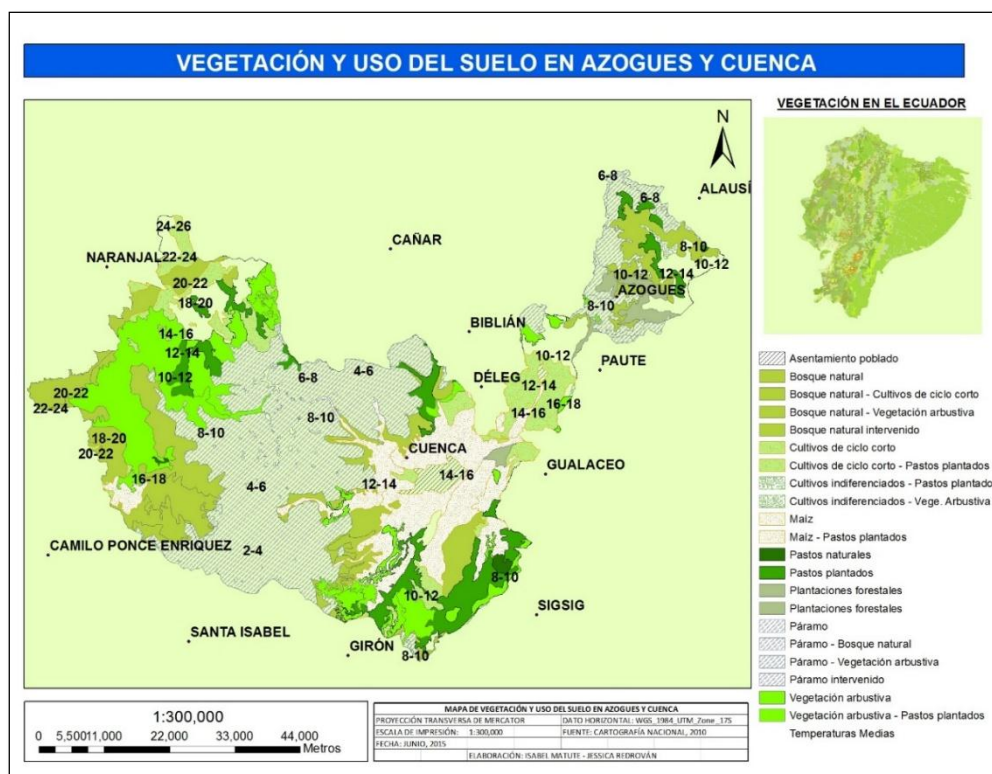 VEGETACIÓN Y USO DEL SUELO EN AZOGUES Y CUENCA
VEGETACIÓN EN EL ECUADOR
N
6-8
ALAUSÍ
6-8
24-26
CAÑAR
8-10
NARANJAL
22-24
10-12
20-22
10-12
12-14
AZOGUES
18-20
8-10
BIBLIÁN
14-16
12-14
10-12
PAUTE
10-12
6-8
4-6
DÉLEG
12-14
20-22
22-24
8-10
14-16
16-18
8-10
18-20
20-22
CUENCA
GUALACEO
16-18
4-6
12-14
14-16
CAMILO PONCE ENRIQUEZ
2-4
8-10
10-12
SIGSIG
SANTA ISABEL
GIRÓN
8-10
Asentamiento poblado
Bosque natural
Bosque natural - Cultivos de ciclo corto
Bosque natural - Vegetación arbustiva
Bosque natural intervenido
Cultivos de ciclo corto
Cultivos de ciclo corto - Pastos plantados
Cultivos indiferenciados - Pastos plantado
Cultivos indiferenciados - Vege. Arbustiva
Maíz
Maíz - Pastos plantados
Pastos naturales
Pastos plantados
Plantaciones forestales
Plantaciones forestales
Páramo
Páramo - Bosque natural
Páramo - Vegetación arbustiva
Páramo intervenido
Vegetación arbustiva
Vegetación arbustiva - Pastos plantados
Temperaturas Medias
1:300,000
0 5,50011,000 22,000 33,000 44,000
Metros
MAPA DE VEGETACIÓN Y USO DEL SUELO EN AZOGUES Y CUENCA
PROYECCIÓN TRANSVERSA DE MERCATOR DATO HORIZONTAL: WGS_1984_UTM_Zone_17S
ESCALA DE IMPRESIÓN: 1:300,000 FUENTE: CARTOGRAFÍA NACIONAL, 2010
FECHA: JUNIO, 2015
ELABORACIÓN: ISABEL MATUTE - JESSICA REDROVÁN